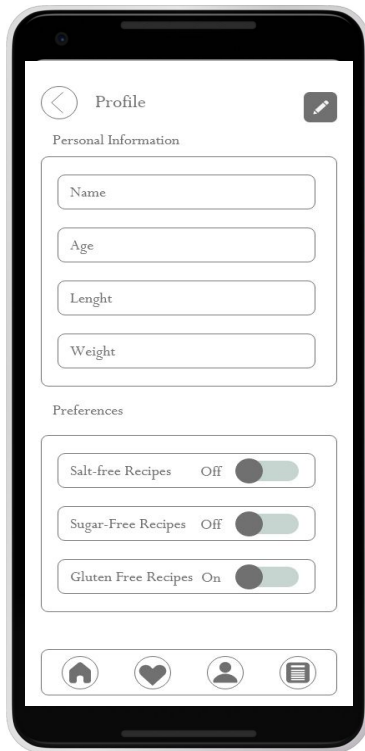 Profile
Personal Information
Name
Age
Lenght
Weight
Preferences
Salt-free Recipes Off
Sugar-Free Recipes Off
Gluten Free Recipes On